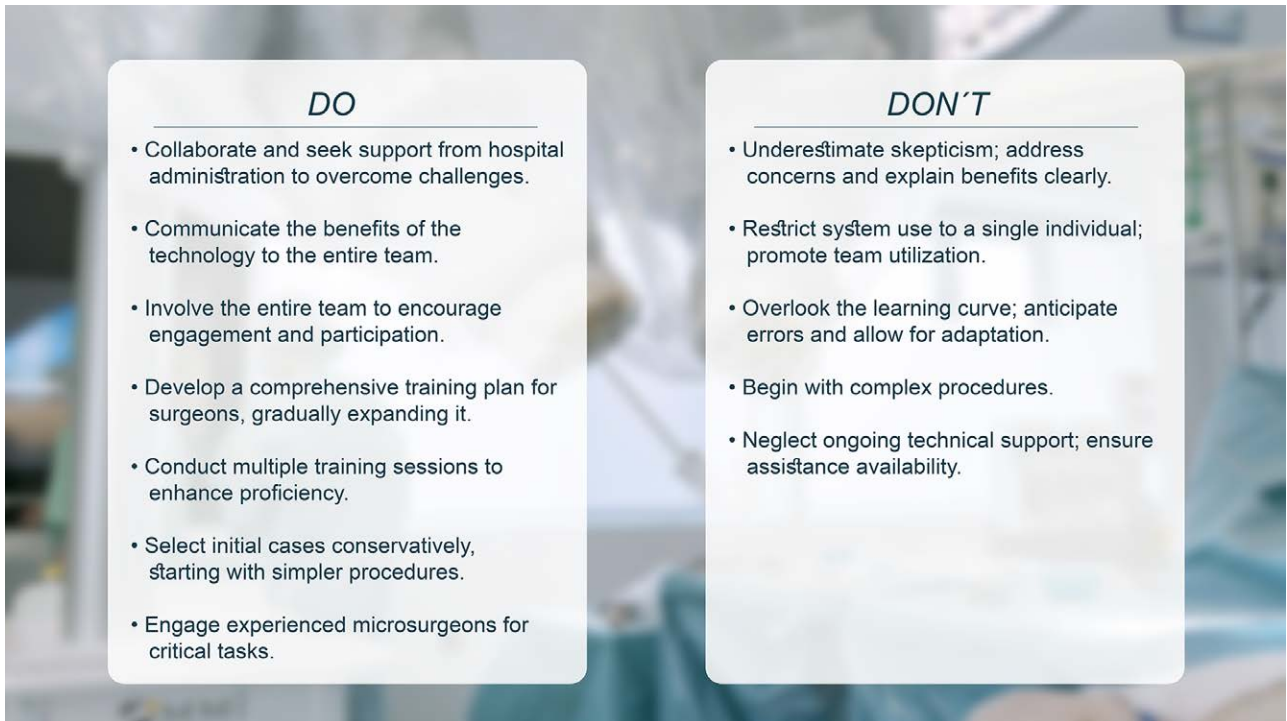 DO
• Collaborate and seek support from hospital
administration to overcome challenges.
• Communicate the benefits of the
technology to the entire team.
• Involve the entire team to encourage
engagement and participation.
• Develop a comprehensive training plan for
surgeons, gradually expanding it.
• Conduct multiple training sessions to
enhance proficiency.
• Select initial cases conservatively,
starting with simpler procedures.
• Engage experienced microsurgeons for
critical tasks.
DON´T
• Underestimate skepticism; address
concerns and explain benefits clearly.
• Restrict system use to a single individual;
promote team utilization.
• Overlook the learning curve; anticipate
errors and allow for adaptation.
• Begin with complex procedures.
• Neglect ongoing technical support; ensure
assistance availability.